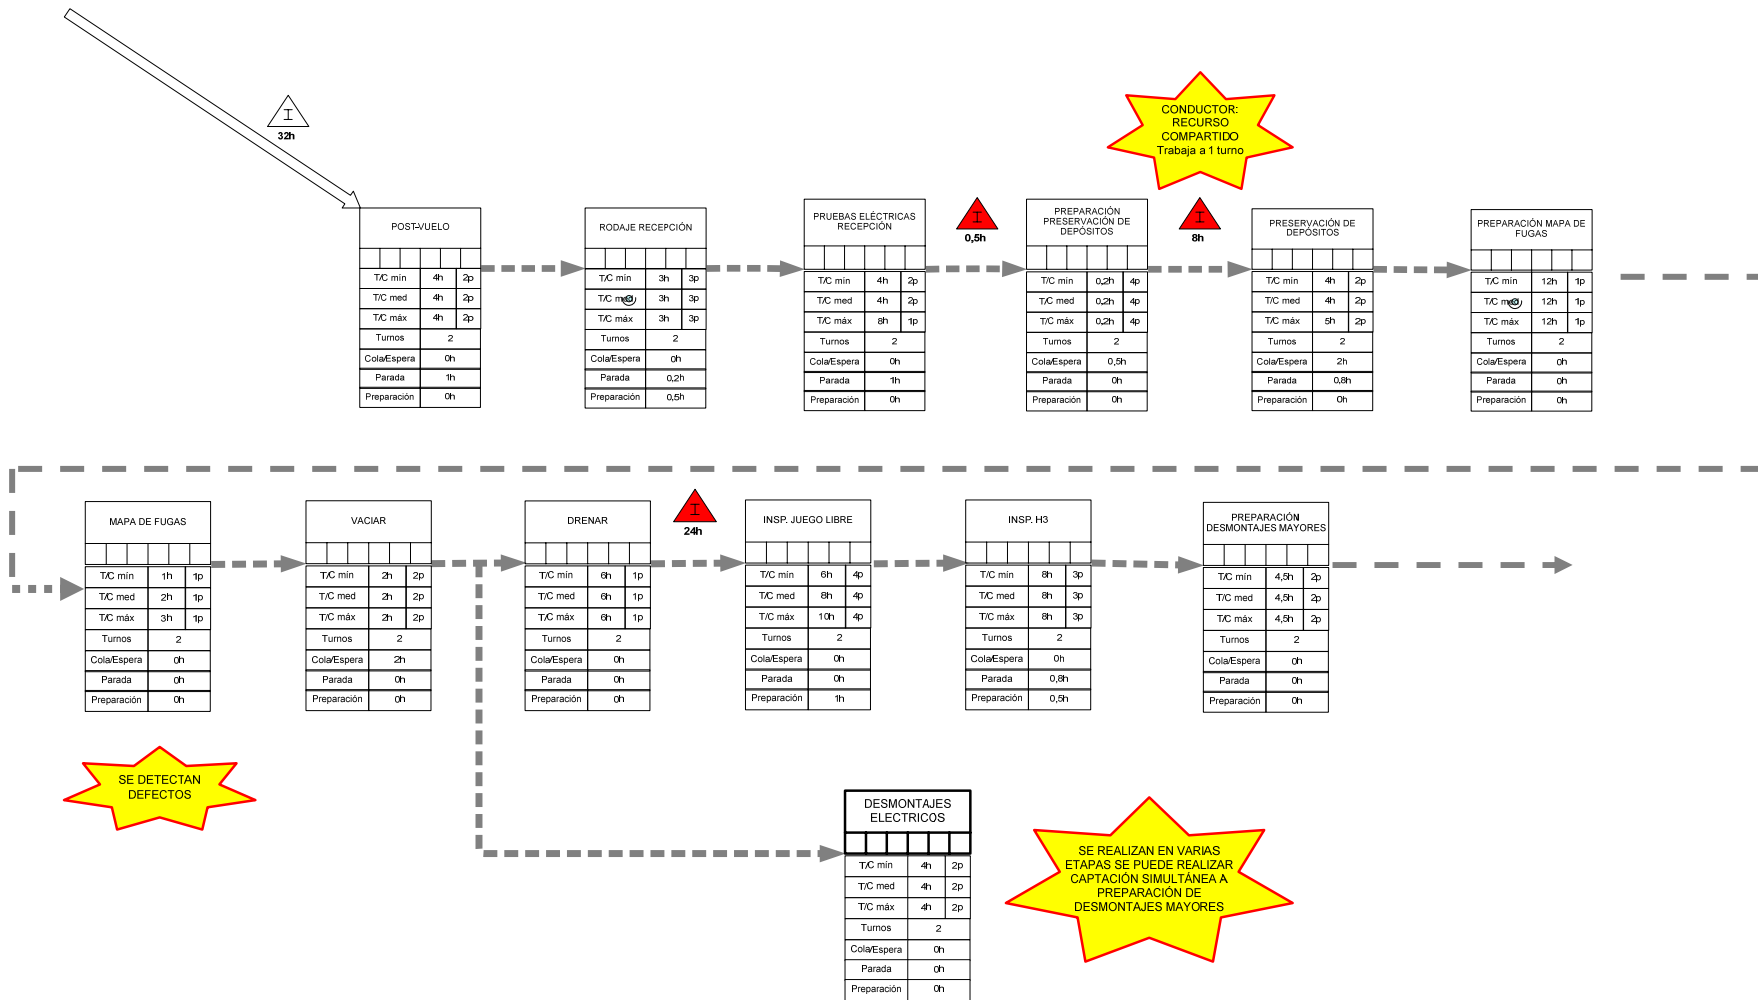 I
32h
CONDUCTOR:
RECURSO
COMPARTIDO
Trabaja a 1 turno
POST-VUELO
T/C mín 4h 2p
T/C med 4h 2p
T/C máx 4h 2p
Turnos 2
Cola/Espera 0h
Parada 1h
Preparación 0h
RODAJE RECEPCIÓN
T/C mín 3h 3p
T/C med 3h 3p
T/C máx 3h 3p
Turnos 2
Cola/Espera 0h
Parada 0,2h
Preparación 0,5h
PRUEBAS ELÉCTRICAS
RECEPCIÓN
T/C mín 4h 2p
T/C med 4h 2p
T/C máx 8h 1p
Turnos 2
Cola/Espera 0h
Parada 1h
Preparación 0h
I
0,5h
PREPARACIÓN
PRESERVACIÓN DE
DEPÓSITOS
T/C mín 0,2h 4p
T/C med 0,2h 4p
T/C máx 0,2h 4p
Turnos 2
Cola/Espera 0,5h
Parada 0h
Preparación 0h
I
8h
PRESERVACIÓN DE
DEPÓSITOS
T/C mín 4h 2p
T/C med 4h 2p
T/C máx 5h 2p
Turnos 2
Cola/Espera 2h
Parada 0,8h
Preparación 0h
PREPARACIÓN MAPA DE
FUGAS
T/C mín 12h 1p
T/C med 12h 1p
T/C máx 12h 1p
Turnos 2
Cola/Espera 0h
Parada 0h
Preparación 0h
MAPA DE FUGAS
T/C mín 1h 1p
T/C med 2h 1p
T/C máx 3h 1p
Turnos 2
Cola/Espera 0h
Parada 0h
Preparación 0h
VACIAR
T/C mín 2h 2p
T/C med 2h 2p
T/C máx 2h 2p
Turnos 2
Cola/Espera 2h
Parada 0h
Preparación 0h
DRENAR
T/C mín 6h 1p
T/C med 6h 1p
T/C máx 6h 1p
Turnos 2
Cola/Espera 0h
Parada 0h
Preparación 0h
I
24h
INSP. JUEGO LIBRE
T/C mín 6h 4p
T/C med 8h 4p
T/C máx 10h 4p
Turnos 2
Cola/Espera 0h
Parada 0h
Preparación 1h
INSP. H3
T/C mín 8h 3p
T/C med 8h 3p
T/C máx 8h 3p
Turnos 2
Cola/Espera 0h
Parada 0,8h
Preparación 0,5h
PREPARACIÓN
DESMONTAJES MAYORES
T/C mín 4,5h 2p
T/C med 4,5h 2p
T/C máx 4,5h 2p
Turnos 2
Cola/Espera 0h
Parada 0h
Preparación 0h
SE DETECTAN
DEFECTOS
DESMONTAJES
ELECTRICOS
T/C mín 4h 2p
T/C med 4h 2p
T/C máx 4h 2p
Turnos 2
Cola/Espera 0h
Parada 0h
Preparación 0h
SE REALIZAN EN VARIAS
ETAPAS SE PUEDE REALIZAR
CAPTACIÓN SIMULTÁNEA A
PREPARACIÓN DE
DESMONTAJES MAYORES